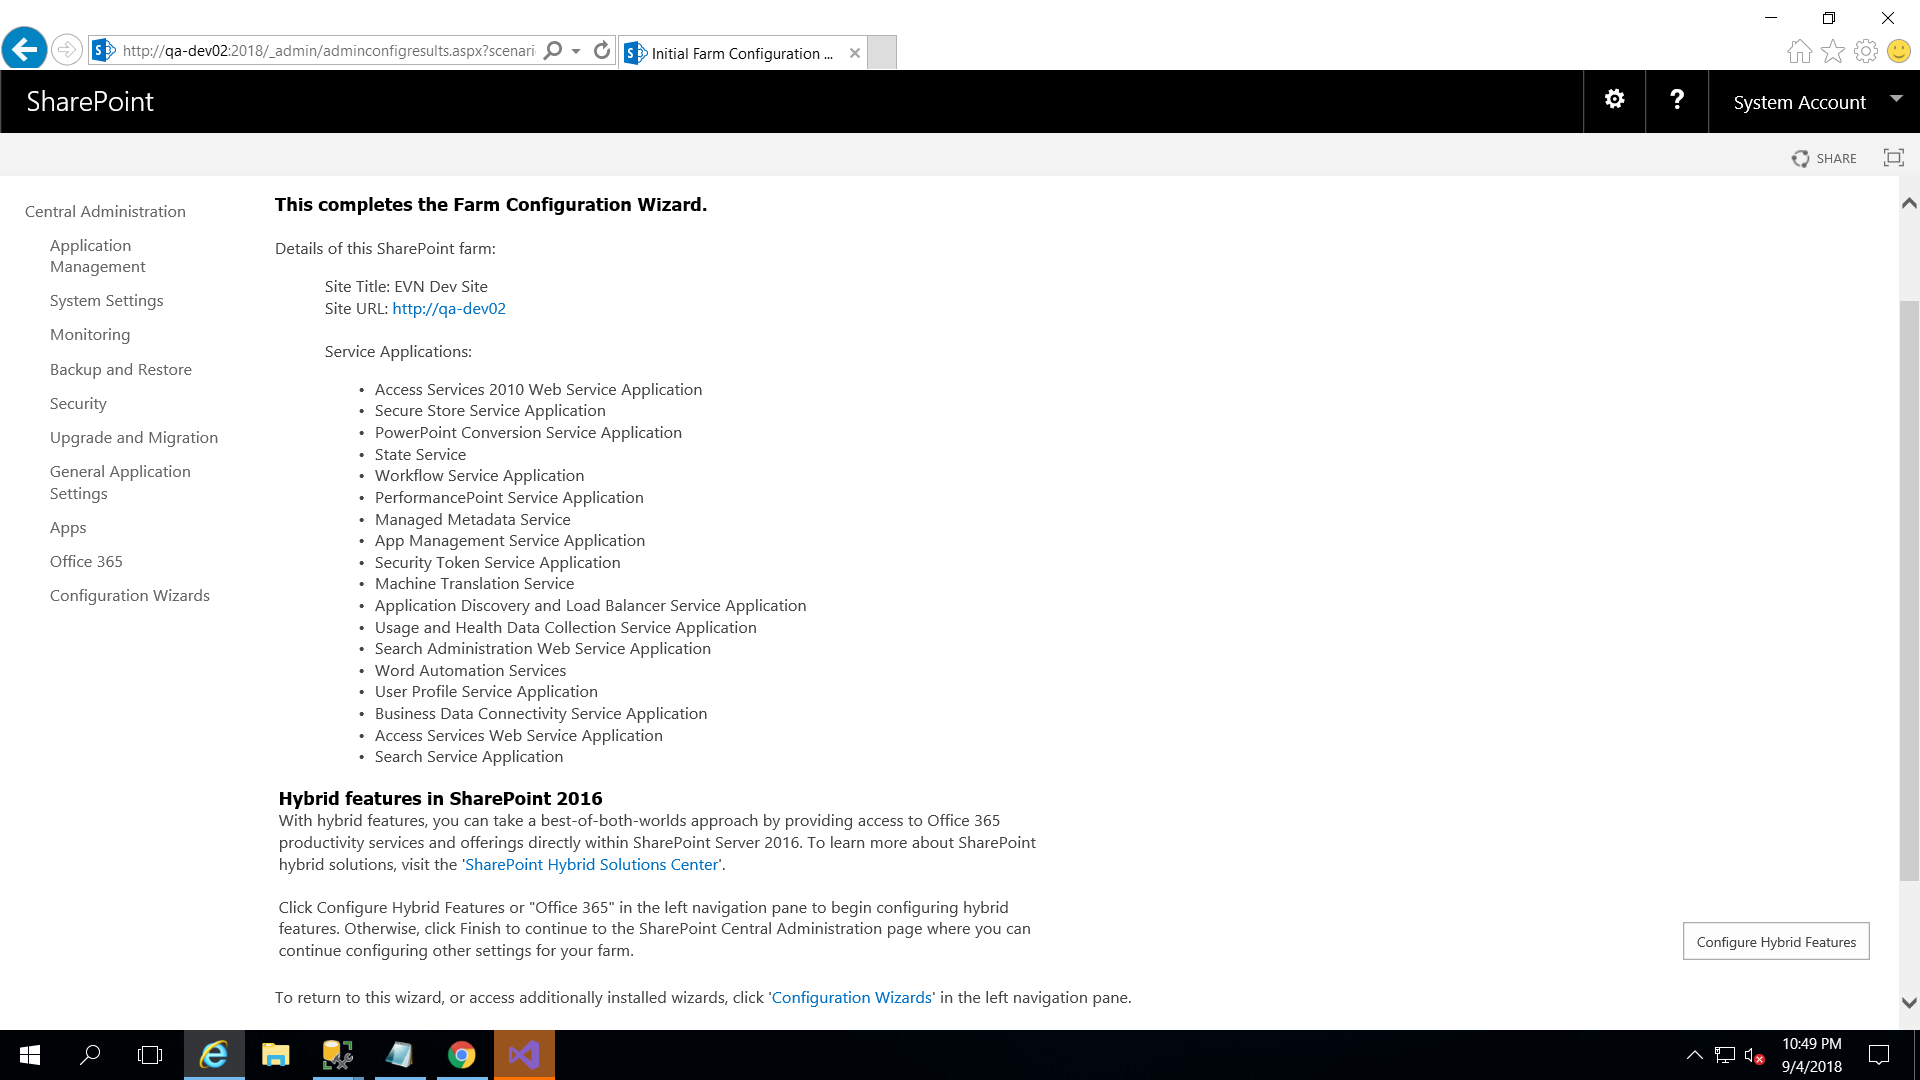 http://qa-dev02:2018/_admin/adminconfigresults.aspx?scenari
Initial Farm Configuration ...
SharePoint
?
System Account
SHARE
Central Administration
Application
Management
System Settings
Monitoring
Backup and Restore
Security
Upgrade and Migration
General Application
Settings
Apps
Office 365
Configuration Wizards
This completes the Farm Configuration Wizard.
Details of this SharePoint farm:
Site Title: EVN Dev Site
Site URL: http://qa-dev02
Service Applications:
• Access Services 2010 Web Service Application
• Secure Store Service Application
• PowerPoint Conversion Service Application
• State Service
• Workflow Service Application
• PerformancePoint Service Application
• Managed Metadata Service
• App Management Service Application
• Security Token Service Application
• Machine Translation Service
• Application Discovery and Load Balancer Service Application
• Usage and Health Data Collection Service Application
• Search Administration Web Service Application
• Word Automation Services
• User Profile Service Application
• Business Data Connectivity Service Application
• Access Services Web Service Application
• Search Service Application
Hybrid features in SharePoint 2016
With hybrid features, you can take a best-of-both-worlds approach by providing access to Office 365
productivity services and offerings directly within SharePoint Server 2016. To learn more about SharePoint
hybrid solutions, visit the 'SharePoint Hybrid Solutions Center'.
Click Configure Hybrid Features or "Office 365" in the left navigation pane to begin configuring hybrid
features. Otherwise, click Finish to continue to the SharePoint Central Administration page where you can
continue configuring other settings for your farm.
Configure Hybrid Features
To return to this wizard, or access additionally installed wizards, click 'Configuration Wizards' in the left navigation pane.
10:49 PM
9/4/2018